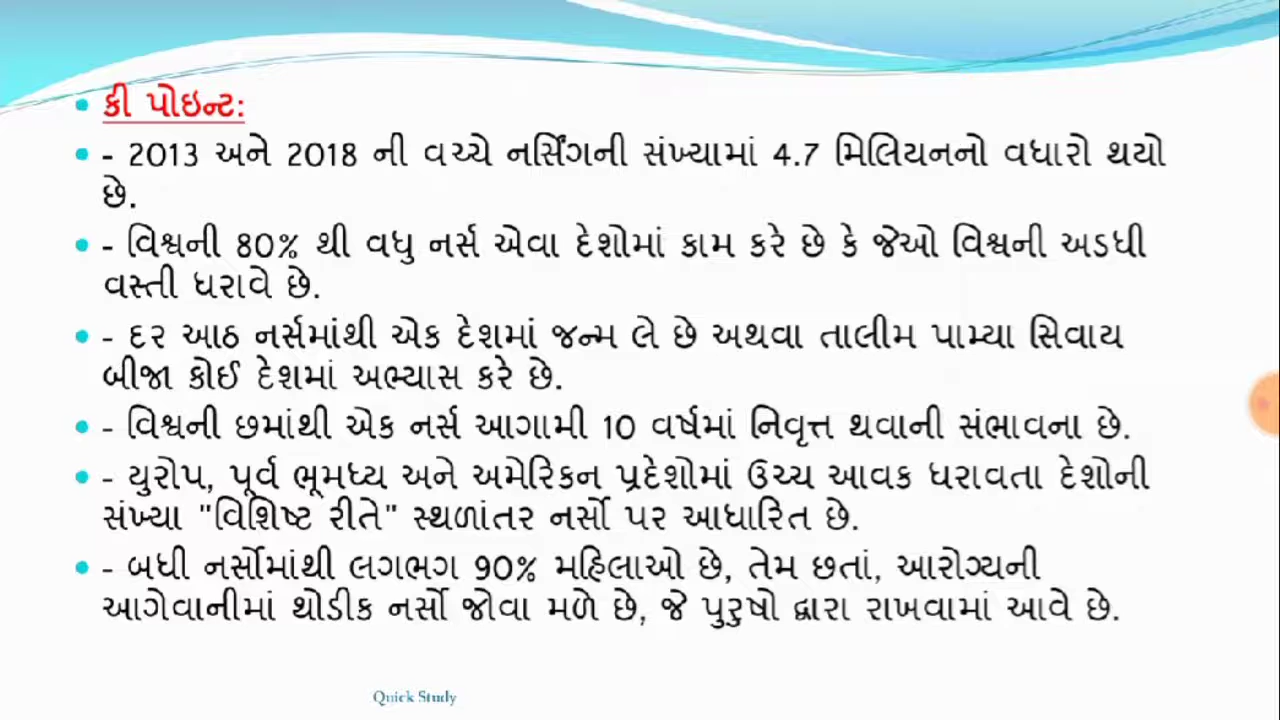 કી પોઇન્ટ:
- 2013 અને 2018 ની વચ્ચે નર્સિંગની સંખ્યામાં 4.7 મિલિયનનો વધારો થયો
છે.
- વિશ્વની 80% થી વધુ નર્સ એવા દેશોમાં કામ કરે છે કે જેઓ વિશ્વની અડધી
વસ્તી ધરાવે છે.
- દર આઠ નર્સમાંથી એક દેશમાં જન્મ લે છે અથવા તાલીમ પામ્યા સિવાય
બીજા કોઈ દેશમાં અભ્યાસ કરે છે.
- વિશ્વની છમાંથી એક નર્સ આગામી 10 વર્ષમાં નિવૃત્ત થવાની સંભાવના છે.
- યુરોપ, પૂર્વ ભૂમધ્ય અને અમેરિકન પ્રદેશોમાં ઉચ્ચ આવક ધરાવતા દેશોની
સંખ્યા "વિશિષ્ટ રીતે" સ્થળાંતર નર્સો પર આધારિત છે.
- બધી નર્સોમાંથી લગભગ 90% મહિલાઓ છે, તેમ છતાં, આરોગ્યની
આગેવાનીમાં થોડીક નર્સો જોવા મળે છે, જે પુરુષો દ્વારા રાખવામાં આવે છે.
Quick Study